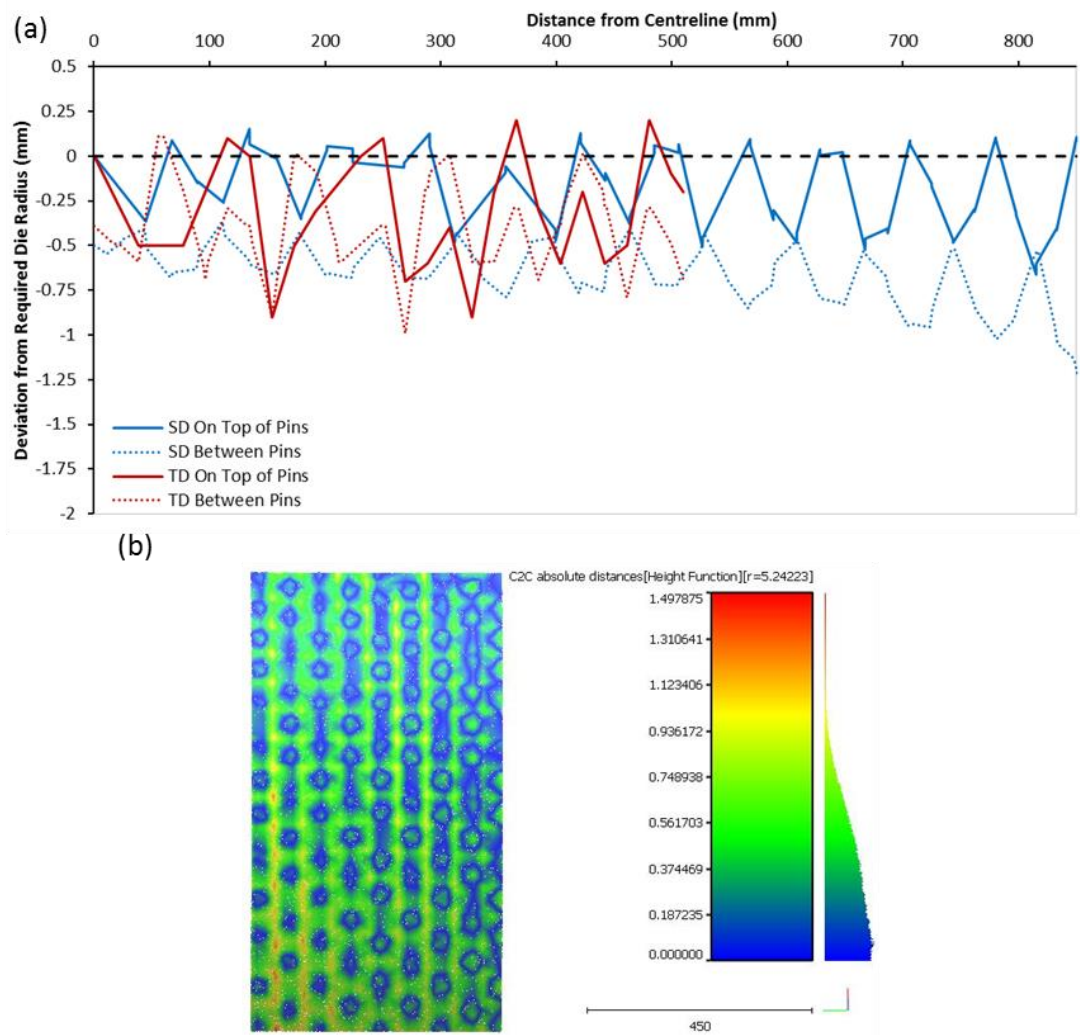 (a)
Distance from Centreline (mm)
0 100 200 300 400 500 600 700 800
Deviation from Required Die Radius (mm)
0.5
0.25
0
-0.25
-0.5
-0.75
-1
-1.25
-1.5
-1.75
-2
SD On Top of Pins
SD Between Pins
TD On Top of Pins
TD Between Pins
(b)
C2C absolute distances[Height Function][r=5.24223]
1.497875
1.310641
1.123406
0.936172
0.748938
0.561703
0.374469
0.187235
0.000000
450